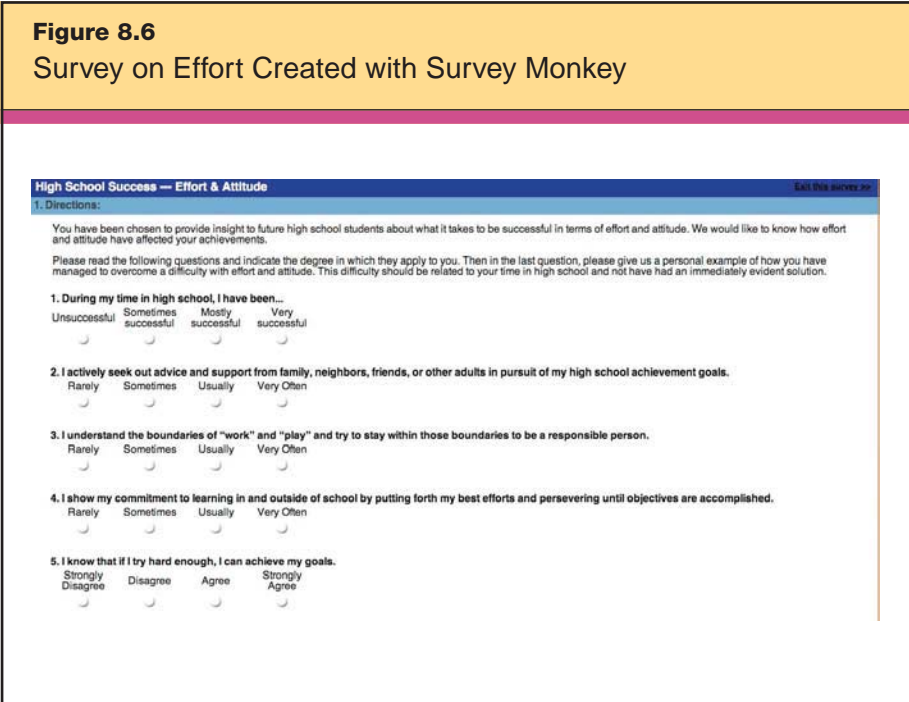 Figure 8.6
Survey on Effort Created with Survey Monkey
High School Success — Effort & Attitude
Exit this survey >>
1. Directions:
You have been chosen to provide insight to future high school students about what it takes to be successful in terms of effort and attitude. We would like to know how effort
and attitude have affected your achievements.
Please read the following questions and indicate the degree in which they apply to you. Then in the last question, please give us a personal example of how you have
managed to overcome a difficulty with effort and attitude. This difficulty should be related to your time in high school and not have had an immediately evident solution.
1. During my time in high school, I have been...
Unsuccessful Sometimes successful Mostly successful Very successful
2. I actively seek out advice and support from family, neighbors, friends, or other adults in pursuit of my high school achievement goals.
Rarely Sometimes Usually Very Often
3. I understand the boundaries of “work” and “play” and try to stay within those boundaries to be a responsible person.
Rarely Sometimes Usually Very Often
4. I show my commitment to learning in and outside of school by putting forth my best efforts and persevering until objectives are accomplished.
Rarely Sometimes Usually Very Often
5. I know that if I try hard enough, I can achieve my goals.
Strongly Disagree Disagree Agree Strongly Agree